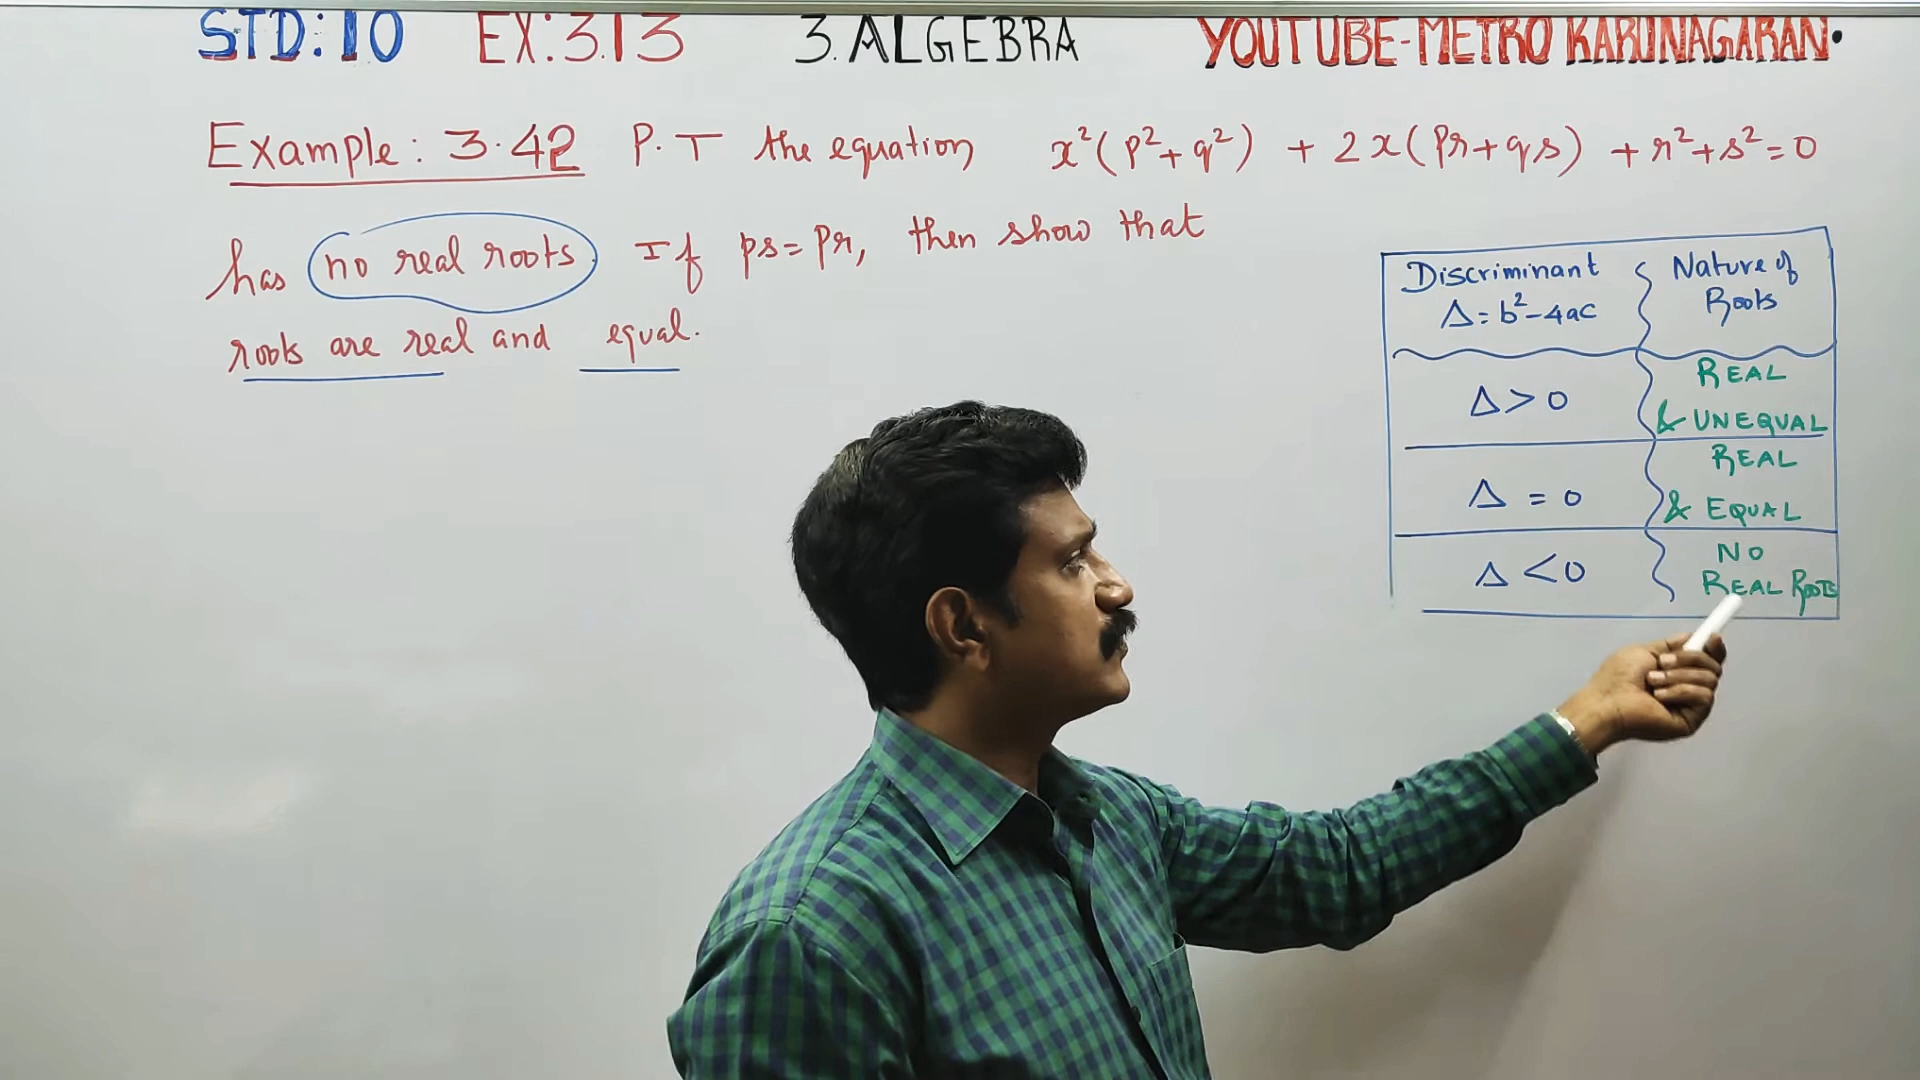 STD:10 EX:3.13 3.ALGEBRA YOUTUBE-METRO KARUNAGARAN.
Example: 3.42 P.T the equation x²(p²+q²) + 2x(pr+qs) + r²+s²=0
has no real roots. If ps=pr, then show that
roots are real and equal.
Discriminant Δ=b²-4ac
Nature of Roots
Δ>0
REAL & UNEQUAL
Δ=0
REAL & EQUAL
Δ<0
NO REAL ROOTS